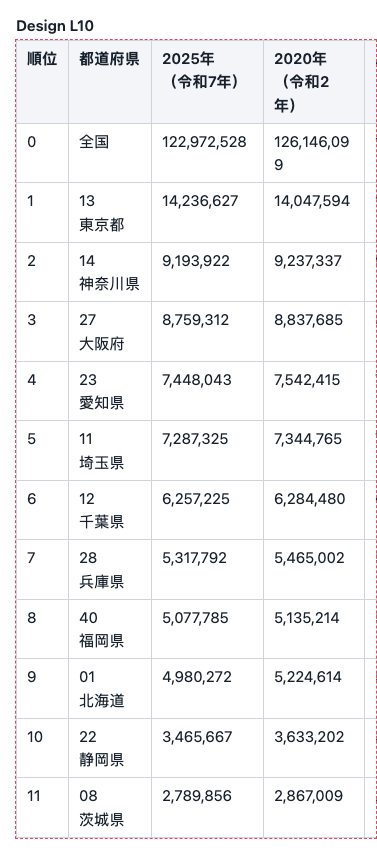 Design L10
順位 都道府県 2025年（令和7年） 2020年（令和2年）
0 全国 122,972,528 126,146,099
1 13 東京都 14,236,627 14,047,594
2 14 神奈川県 9,193,922 9,237,337
3 27 大阪府 8,759,312 8,837,685
4 23 愛知県 7,448,043 7,542,415
5 11 埼玉県 7,287,325 7,344,765
6 12 千葉県 6,257,225 6,284,480
7 28 兵庫県 5,317,792 5,465,002
8 40 福岡県 5,077,785 5,135,214
9 01 北海道 4,980,272 5,224,614
10 22 静岡県 3,465,667 3,633,202
11 08 茨城県 2,789,856 2,867,009